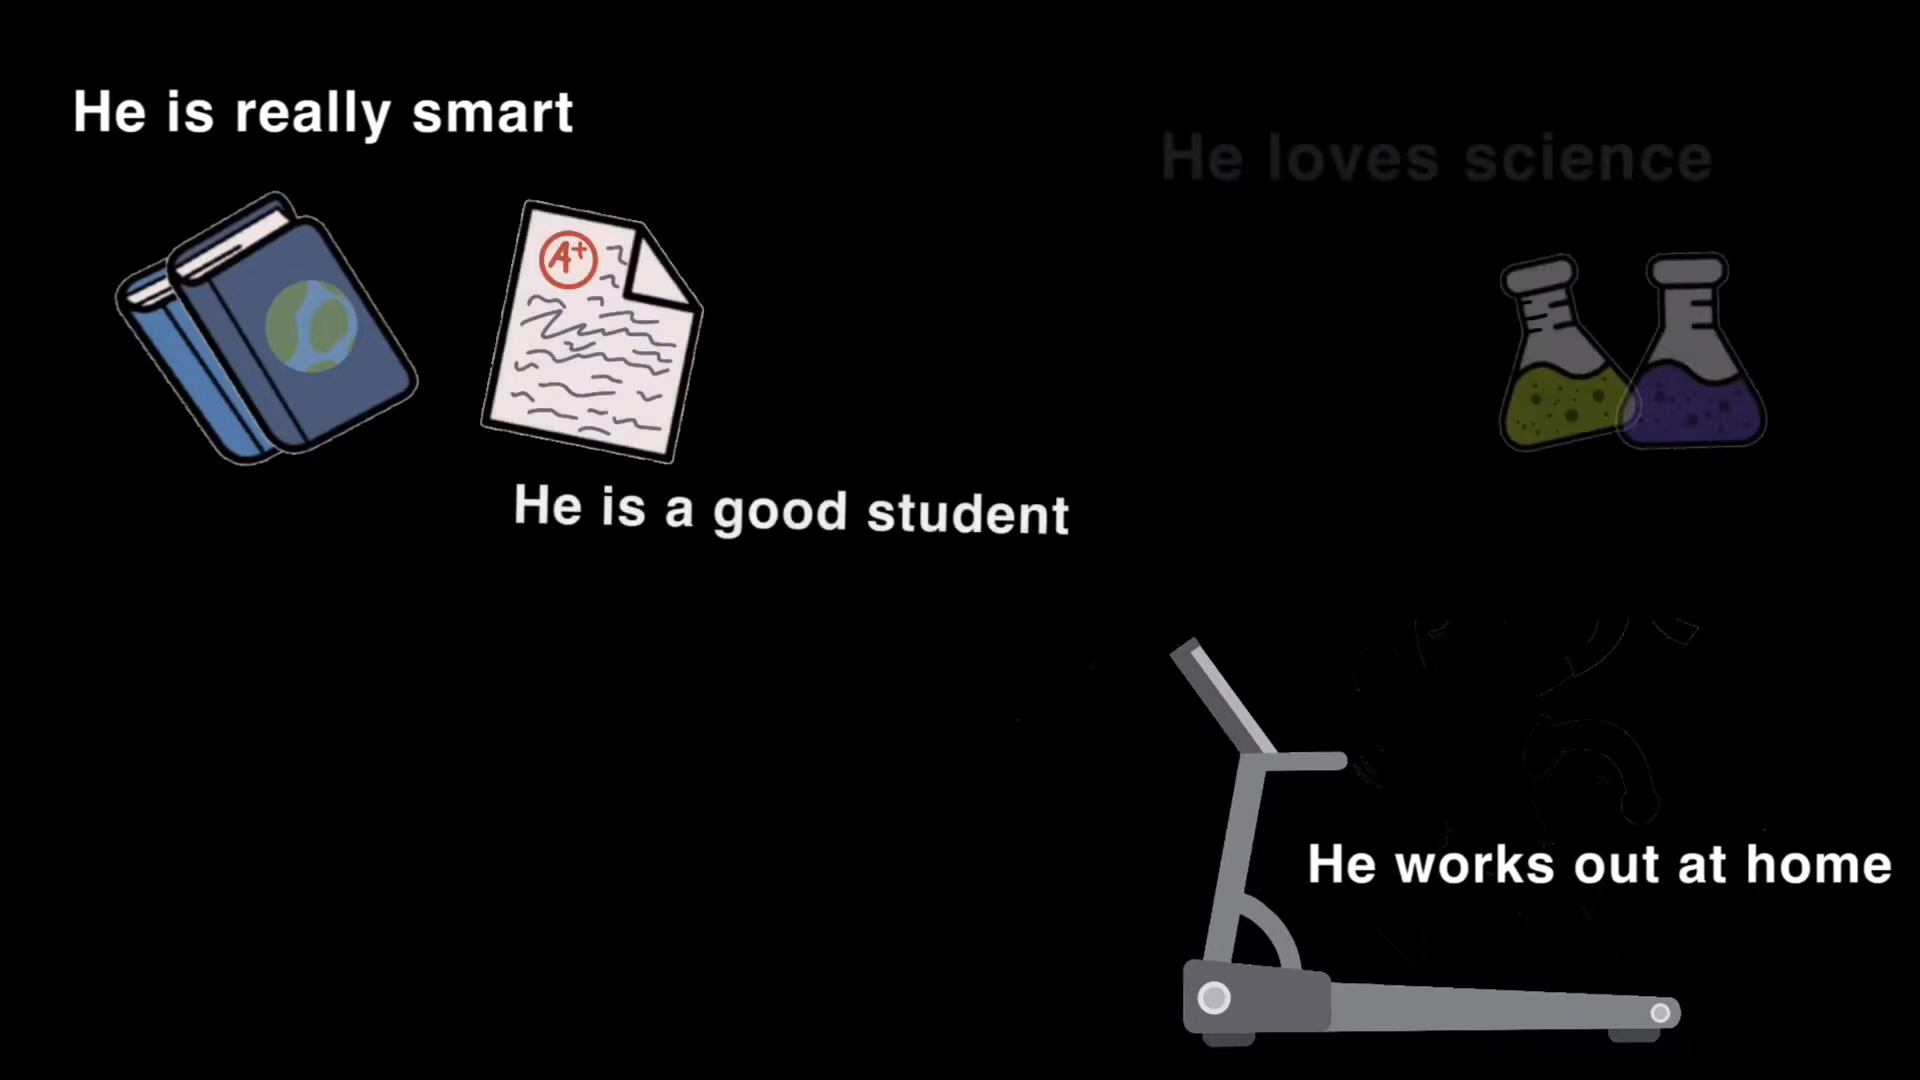 He is really smart
He loves science
A+
He is a good student
He works out at home